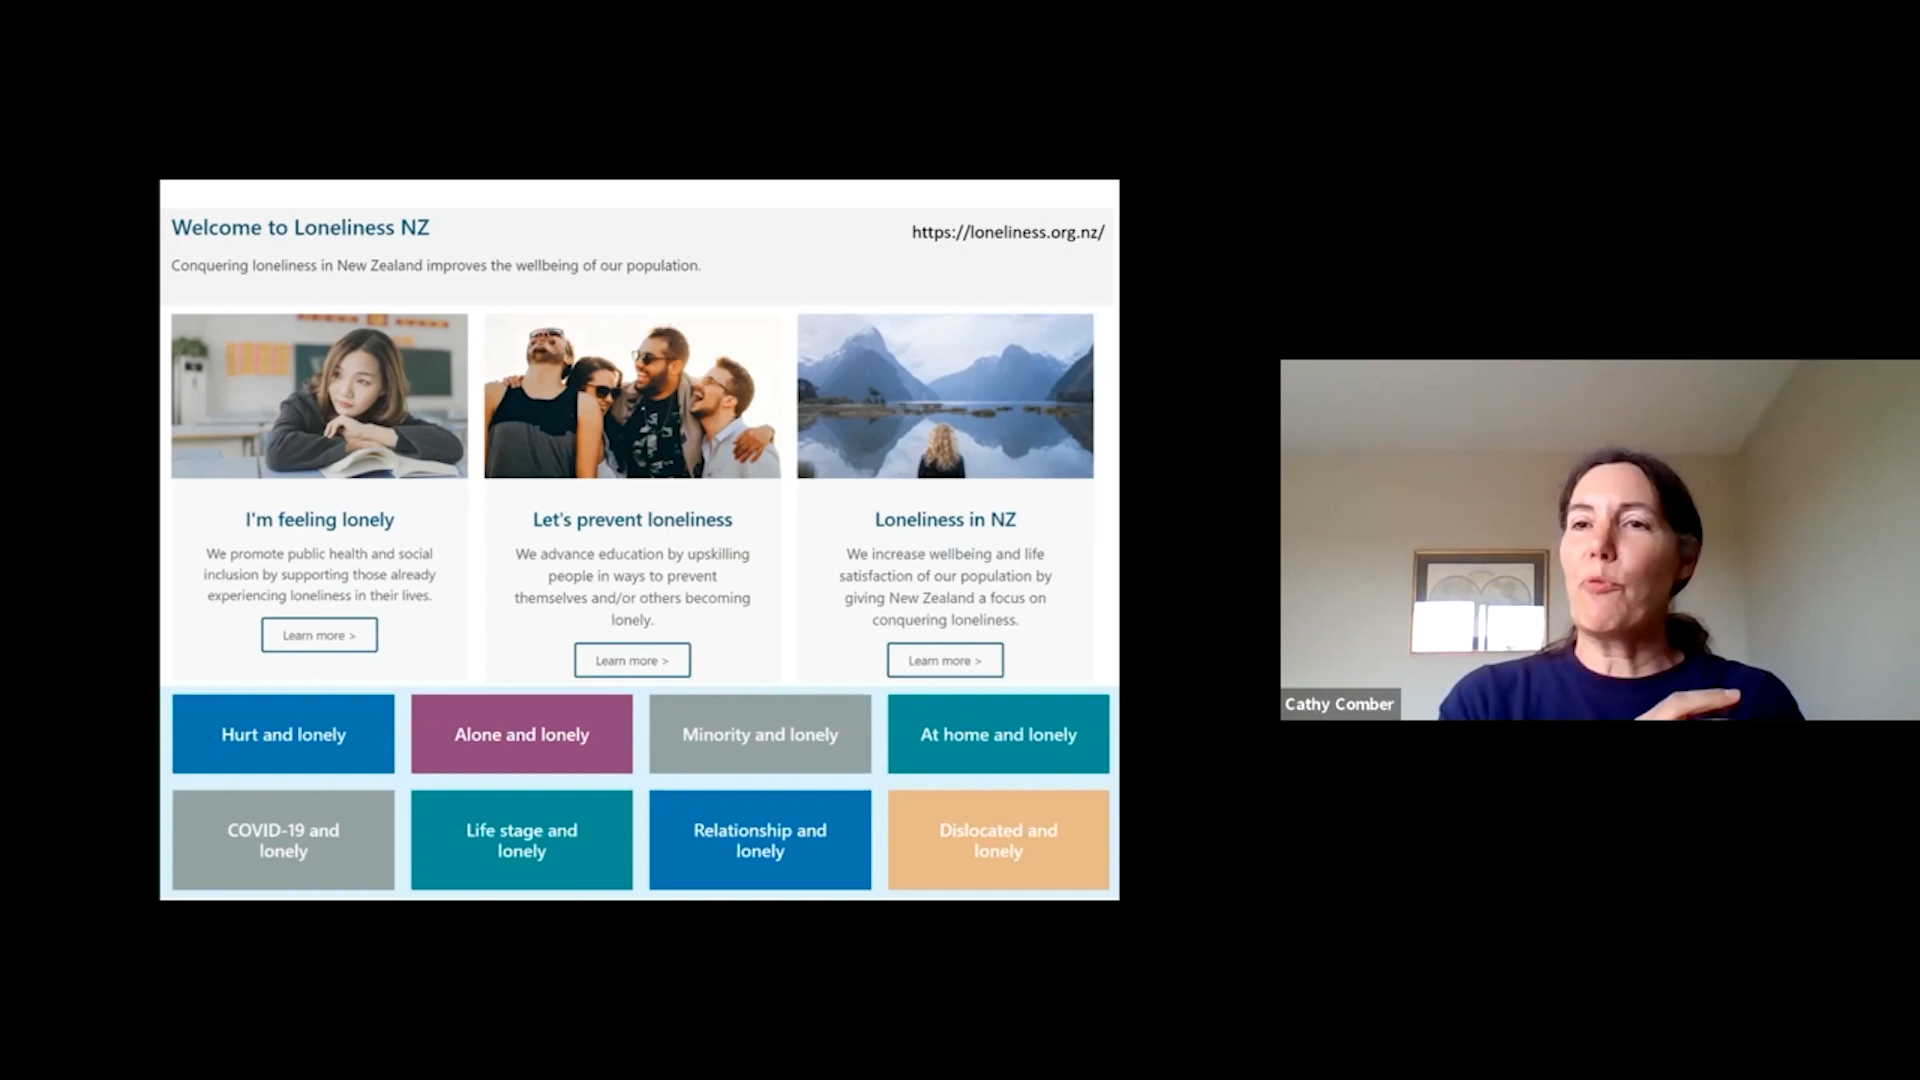 Welcome to Loneliness NZ
https://loneliness.org.nz/
Conquering loneliness in New Zealand improves the wellbeing of our population.
I'm feeling lonely
We promote public health and social
inclusion by supporting those already
experiencing loneliness in their lives.
Learn more >
Let's prevent loneliness
We advance education by upskilling
people in ways to prevent
themselves and/or others becoming
lonely.
Learn more >
Loneliness in NZ
We increase wellbeing and life
satisfaction of our population by
giving New Zealand a focus on
conquering loneliness.
Learn more >
Hurt and lonely
Alone and lonely
Minority and lonely
At home and lonely
COVID-19 and
lonely
Life stage and
lonely
Relationship and
lonely
Dislocated and
lonely
Cathy Comber